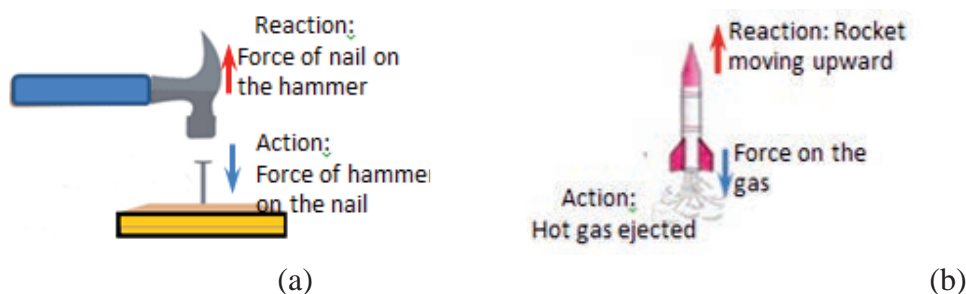 Reaction:
Force of nail on
the hammer
Action:
Force of hammer
on the nail
(a)
Reaction: Rocket
moving upward
Force on the
gas
Action:
Hot gas ejected
(b)